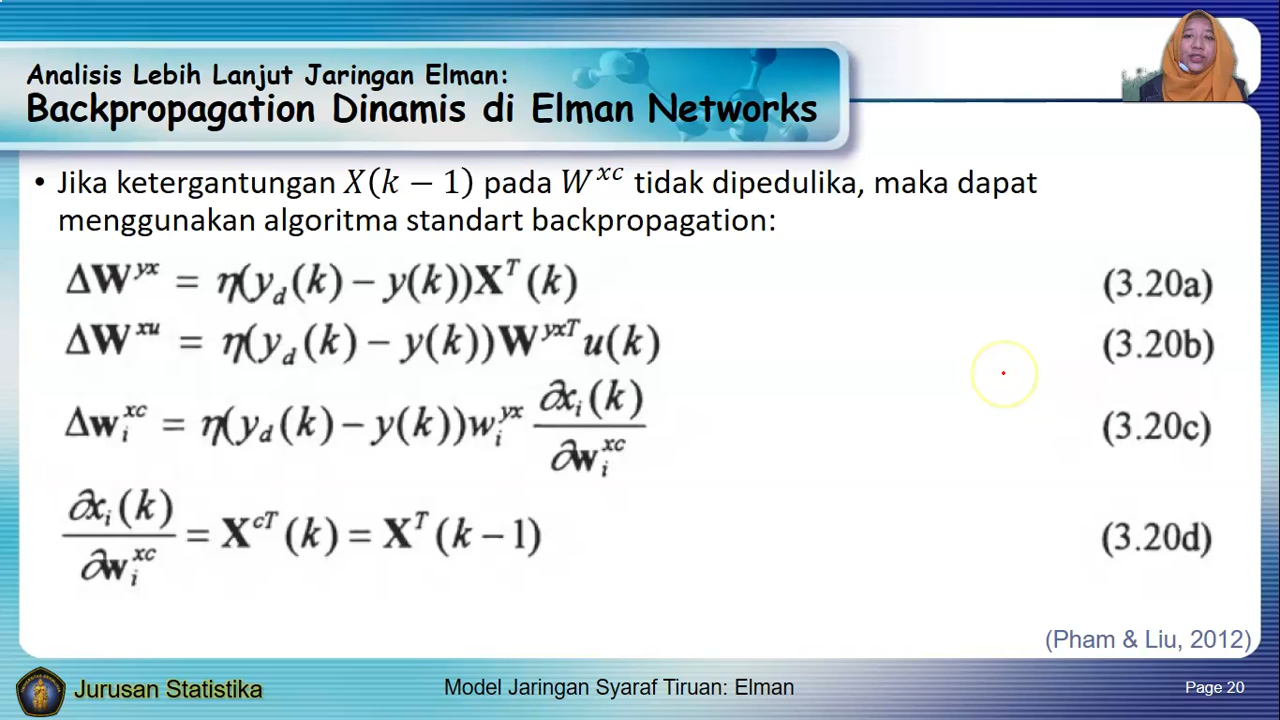 Analisis Lebih Lanjut Jaringan Elman:
Backpropagation Dinamis di Elman Networks
• Jika ketergantungan X(k − 1) pada W^{xc} tidak dipedulika, maka dapat
menggunakan algoritma standart backpropagation:
ΔW^{yx} = η(y_d(k) − y(k))X^T(k) (3.20a)
ΔW^{xu} = η(y_d(k) − y(k))W^{yxT}u(k) (3.20b)
Δw_i^{xc} = η(y_d(k) − y(k))w_i^{yx} ∂x_i(k)/∂w_i^{xc} (3.20c)
∂x_i(k)/∂w_i^{xc} = X^{cT}(k) = X^T(k − 1) (3.20d)
(Pham & Liu, 2012)
Jurusan Statistika
Model Jaringan Syaraf Tiruan: Elman
Page 20